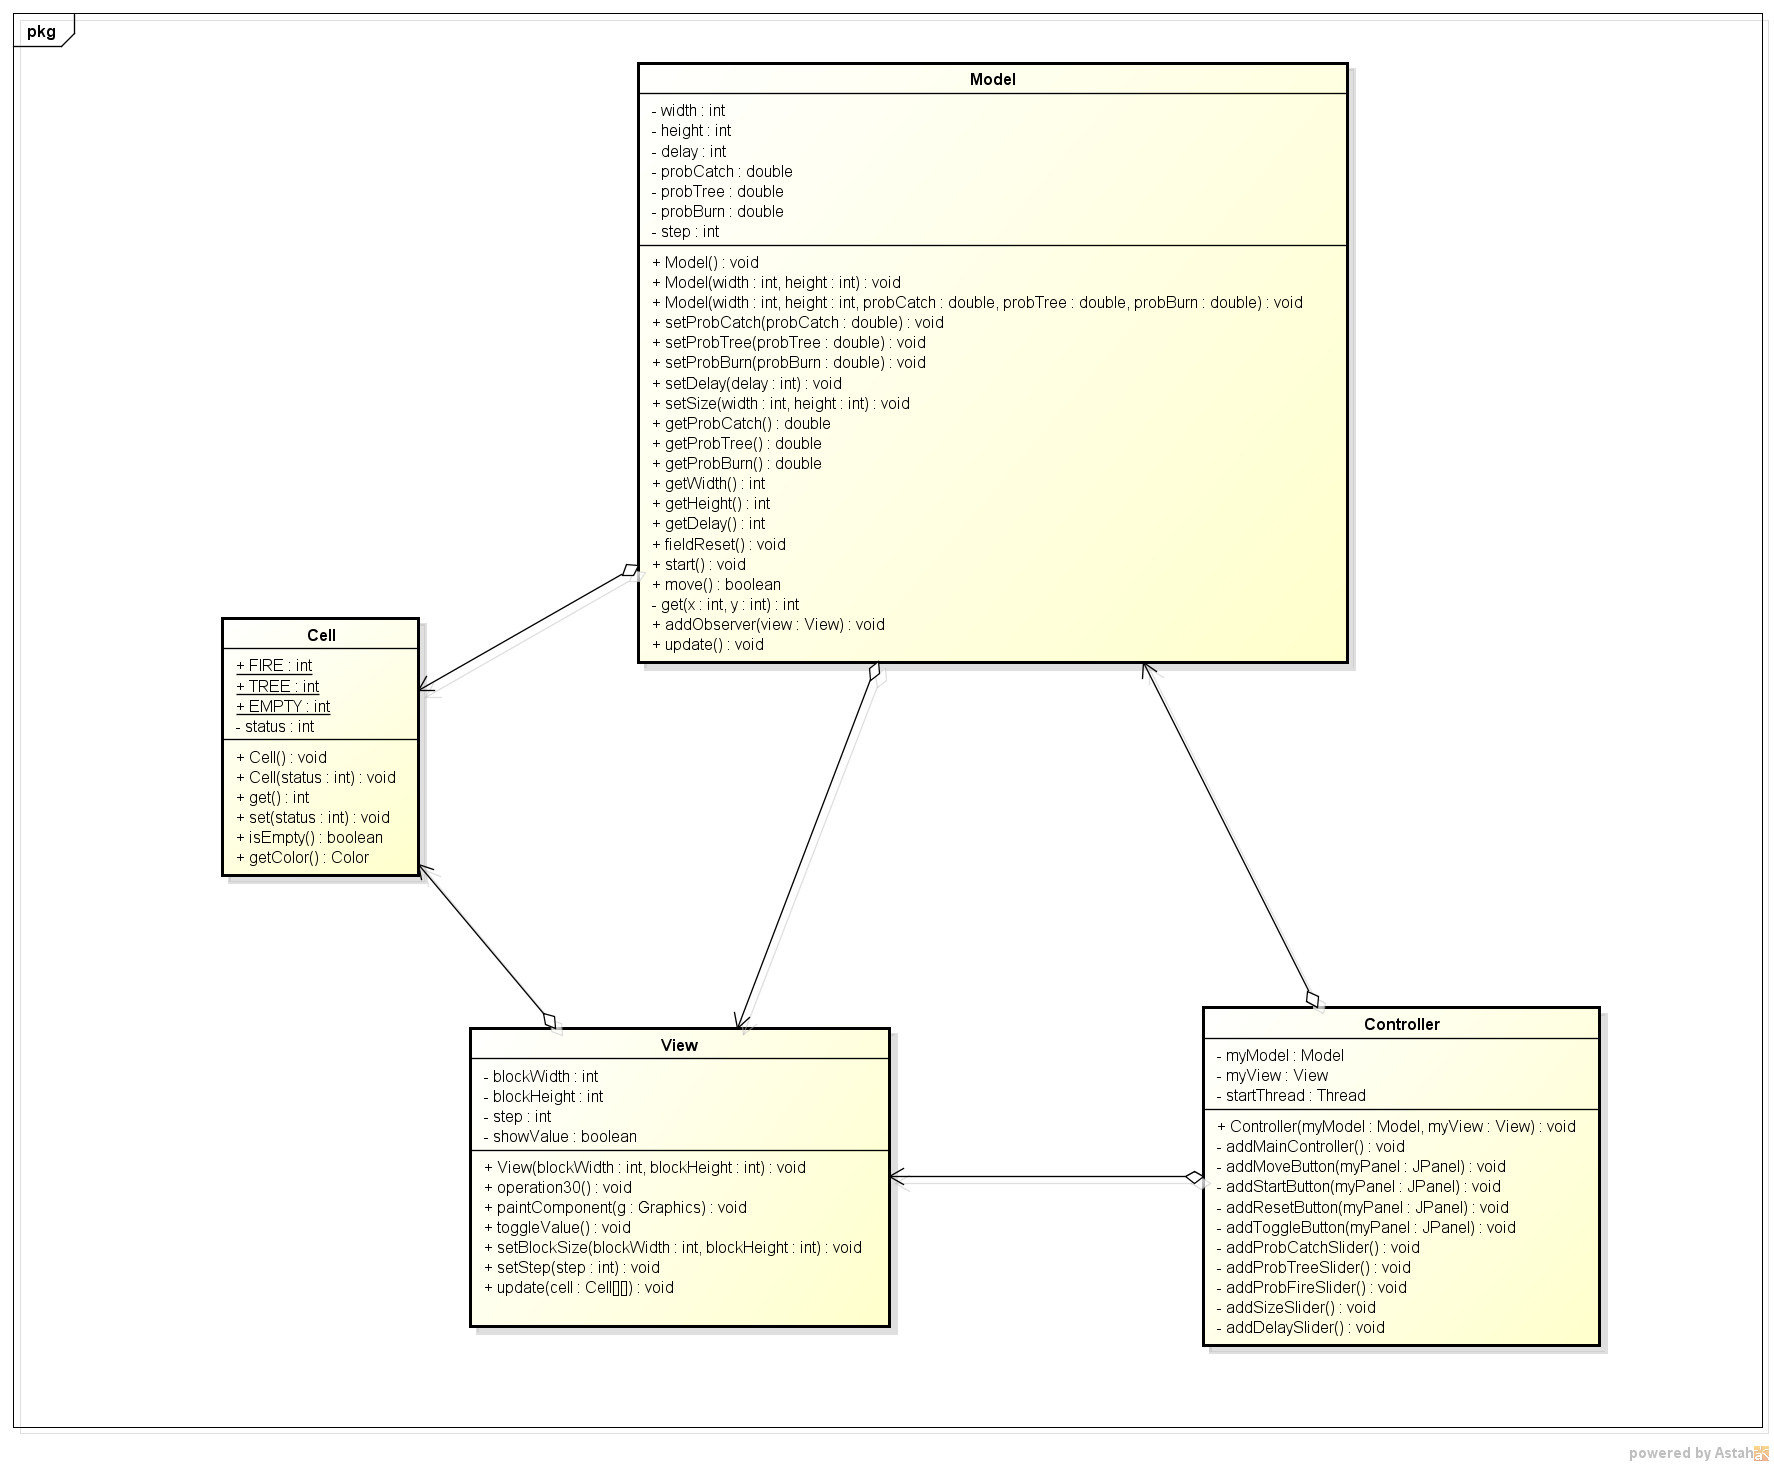 pkg
Model
- width : int
- height : int
- delay : int
- probCatch : double
- probTree : double
- probBurn : double
- step : int
+ Model() : void
+ Model(width : int, height : int) : void
+ Model(width : int, height : int, probCatch : double, probTree : double, probBurn : double) : void
+ setProbCatch(probCatch : double) : void
+ setProbTree(probTree : double) : void
+ setProbBurn(probBurn : double) : void
+ setDelay(delay : int) : void
+ setSize(width : int, height : int) : void
+ getProbCatch() : double
+ getProbTree() : double
+ getProbBurn() : double
+ getWidth() : int
+ getHeight() : int
+ getDelay() : int
+ fieldReset() : void
+ start() : void
+ move() : boolean
- get(x : int, y : int) : int
+ addObserver(view : View) : void
+ update() : void
Cell
+ FIRE : int
+ TREE : int
+ EMPTY : int
- status : int
+ Cell() : void
+ Cell(status : int) : void
+ get() : int
+ set(status : int) : void
+ isEmpty() : boolean
+ getColor() : Color
View
- blockWidth : int
- blockHeight : int
- step : int
- showValue : boolean
+ View(blockWidth : int, blockHeight : int) : void
+ operation30() : void
+ paintComponent(g : Graphics) : void
+ toggleValue() : void
+ setBlockSize(blockWidth : int, blockHeight : int) : void
+ setStep(step : int) : void
+ update(cell : Cell[][]) : void
Controller
- myModel : Model
- myView : View
- startThread : Thread
+ Controller(myModel : Model, myView : View) : void
- addMainController() : void
- addMoveButton(myPanel : JPanel) : void
- addStartButton(myPanel : JPanel) : void
- addResetButton(myPanel : JPanel) : void
- addToggleButton(myPanel : JPanel) : void
- addProbCatchSlider() : void
- addProbTreeSlider() : void
- addProbFireSlider() : void
- addSizeSlider() : void
- addDelaySlider() : void
powered by Astah